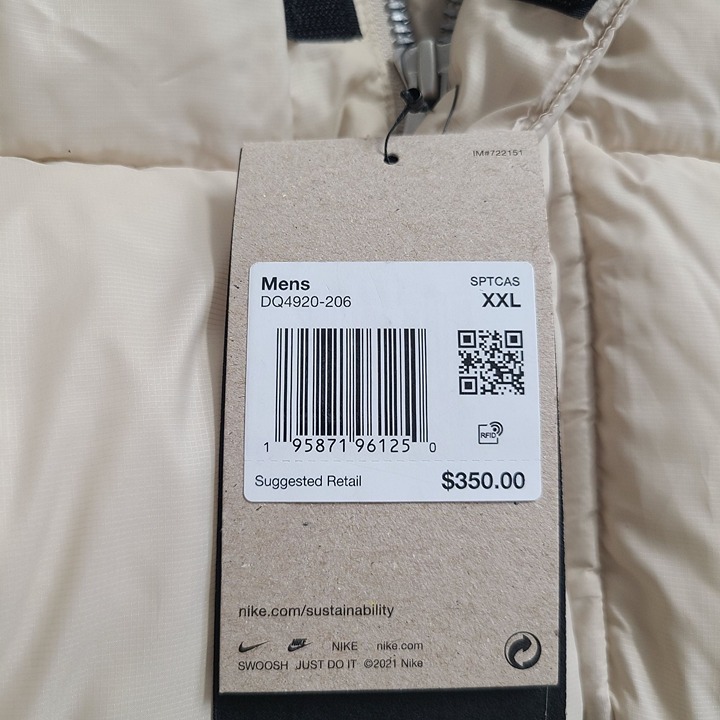 IM#722151
Mens
SPTCAS
DQ4920-206
XXL
1 95871 96125 0
RFID
Suggested Retail
$350.00
nike.com/sustainability
NIKE nike.com
SWOOSH JUST DO IT ©2021 Nike